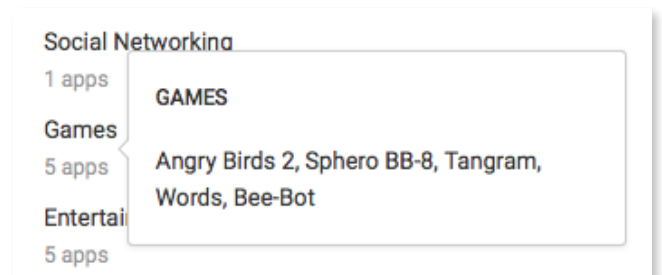 Social Networking
1 apps
Games
5 apps
GAMES
Angry Birds 2, Sphero BB-8, Tangram,
Words, Bee-Bot
5 apps